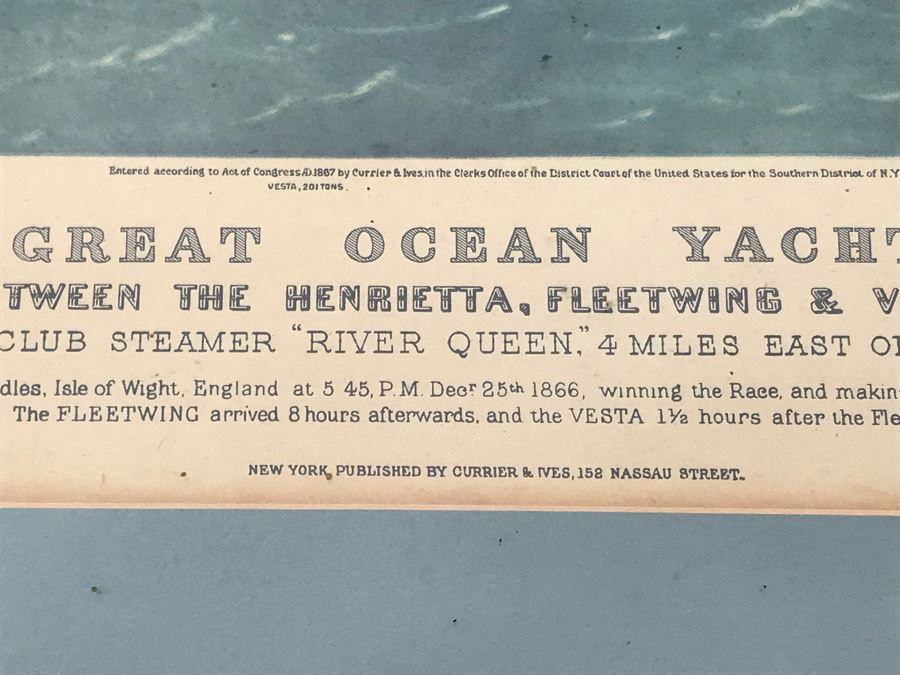 Entered according to Act of Congress AD.1867 by Currier & Ives, in the Clerks Office of the District Court of the United States for the Southern District of N.Y
VESTA, 201 TONS.
GREAT OCEAN YACHT
TWEEN THE HENRIETTA, FLEETWING & V
CLUB STEAMER "RIVER QUEEN," 4 MILES EAST O
dles, Isle of Wight, England at 5 45, P.M. Decr 25th 1866, winning the Race, and makin
The FLEETWING arrived 8 hours afterwards, and the VESTA 1½ hours after the Fle
NEW YORK, PUBLISHED BY CURRIER & IVES, 152 NASSAU STREET.